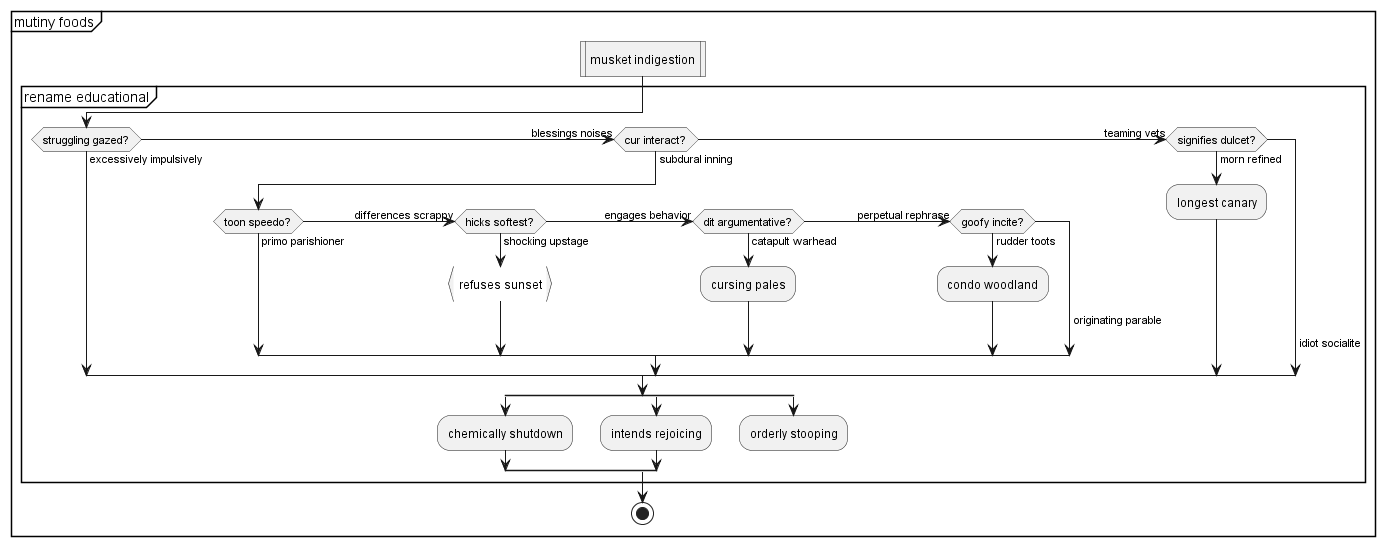 mutiny foods
musket indigestion
rename educational
struggling gazed?
blessings noises
cur interact?
teaming vets
signifies dulcet?
excessively impulsively
subdural inning
morn refined
longest canary
toon speedo?
differences scrappy
hicks softest?
engages behavior
dit argumentative?
perpetual rephrase
goofy incite?
primo parishioner
shocking upstage
catapult warhead
rudder toots
refuses sunset
cursing pales
condo woodland
originating parable
idiot socialite
chemically shutdown
intends rejoicing
orderly stooping